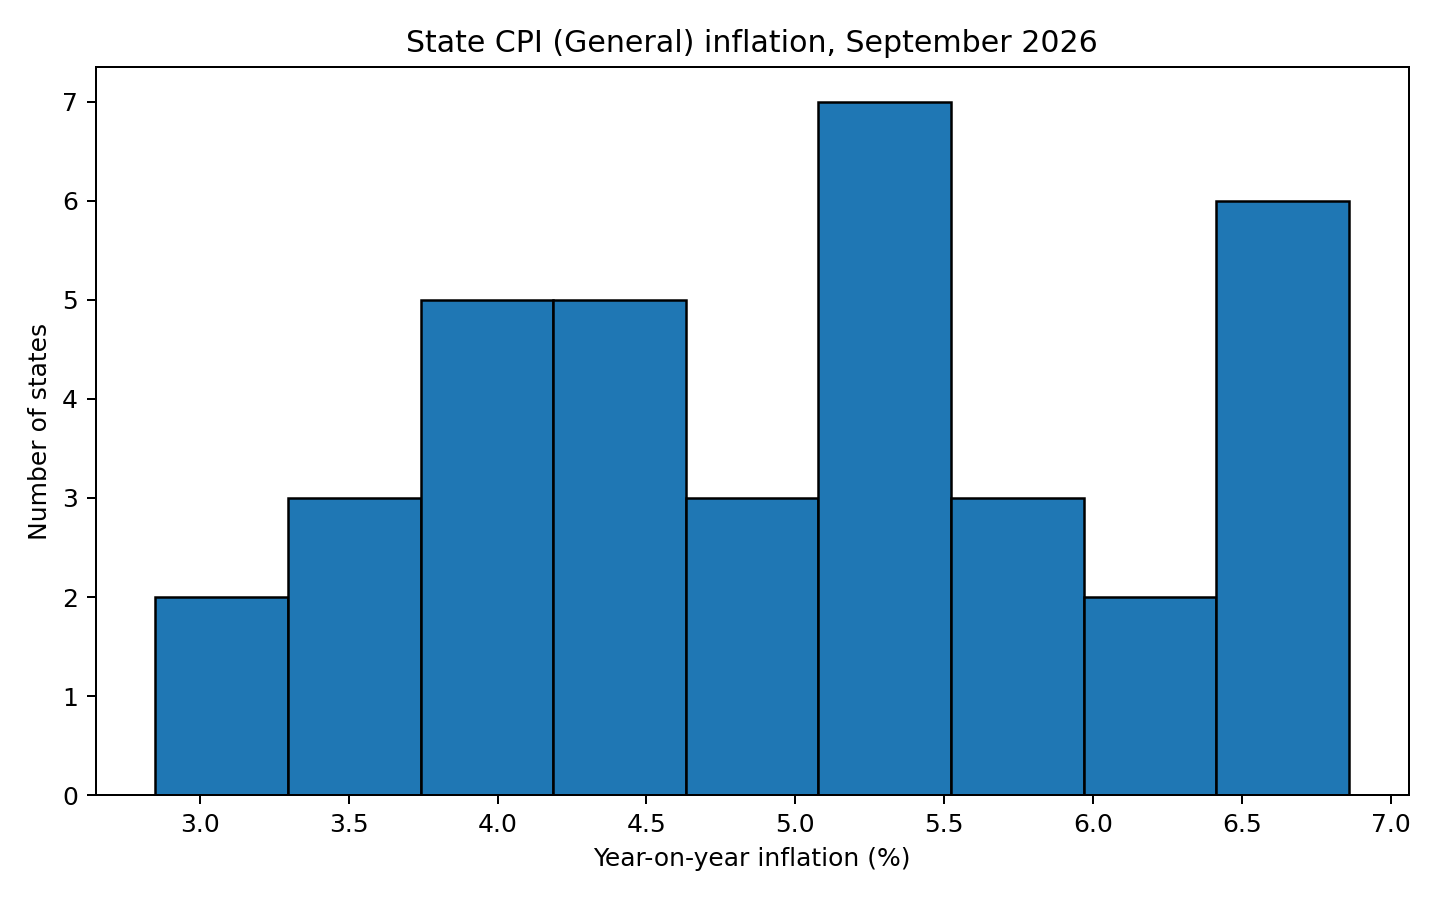 State CPI (General) inflation, September 2026
Number of states
7
6
5
4
3
2
1
0
3.0 3.5 4.0 4.5 5.0 5.5 6.0 6.5 7.0
Year-on-year inflation (%)